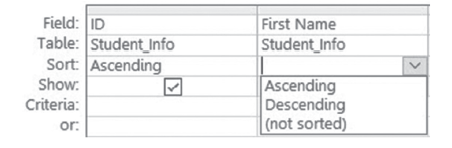 Field: ID First Name
Table: Student_Info Student_Info
Sort: Ascending
Show: Ascending
Criteria: Descending
or: (not sorted)